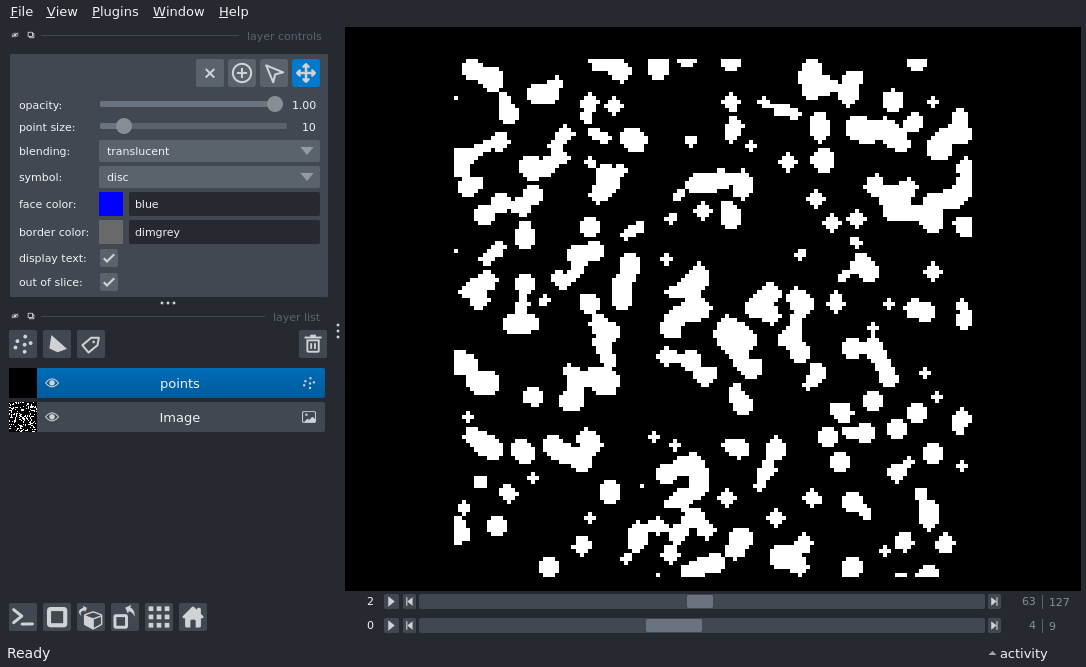 File View Plugins Window Help
layer controls
opacity: 1.00
point size: 10
blending: translucent
symbol: disc
face color: blue
border color: dimgrey
display text:
out of slice:
layer list
points
Image
2 63 127
0 4 9
Ready activity